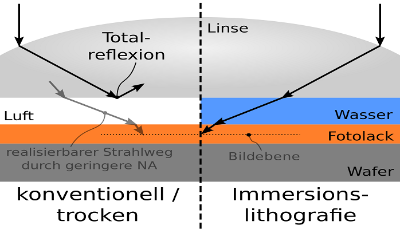 Linse
Total-
reflexion
Luft
Wasser
Fotolack
realisierbarer Strahlweg
durch geringere NA
Bildebene
Wafer
konventionell /
trocken
Immersions-
lithografie